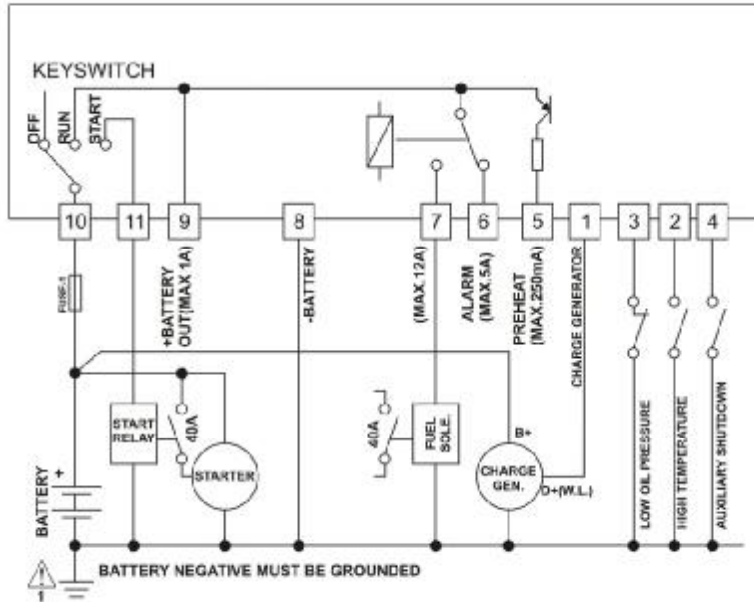 KEYSWITCH
OFF
RUN
START
10
11
9
8
7
6
5
1
3
2
4
FUSE-1
+BATTERY
OUT(MAX 1A)
-BATTERY
(MAX.12A)
ALARM
(MAX.5A)
PREHEAT
(MAX.250mA)
CHARGE GENERATOR
LOW OIL PRESSURE
HIGH TEMPERATURE
AUXILIARY SHUTDOWN
START
RELAY
40A
STARTER
40A
FUEL
SOLE.
B+
CHARGE
GEN.
D+(W.L.)
BATTERY
+
1
BATTERY NEGATIVE MUST BE GROUNDED